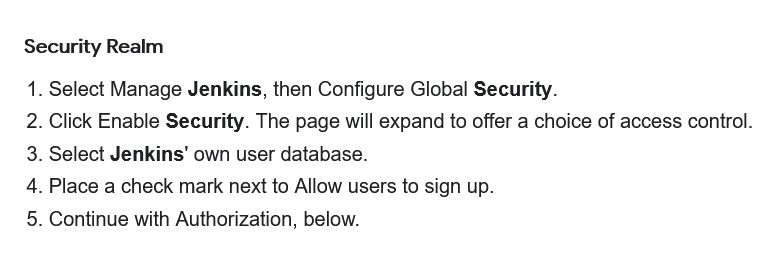 Security Realm
1. Select Manage Jenkins, then Configure Global Security.
2. Click Enable Security. The page will expand to offer a choice of access control.
3. Select Jenkins' own user database.
4. Place a check mark next to Allow users to sign up.
5. Continue with Authorization, below.